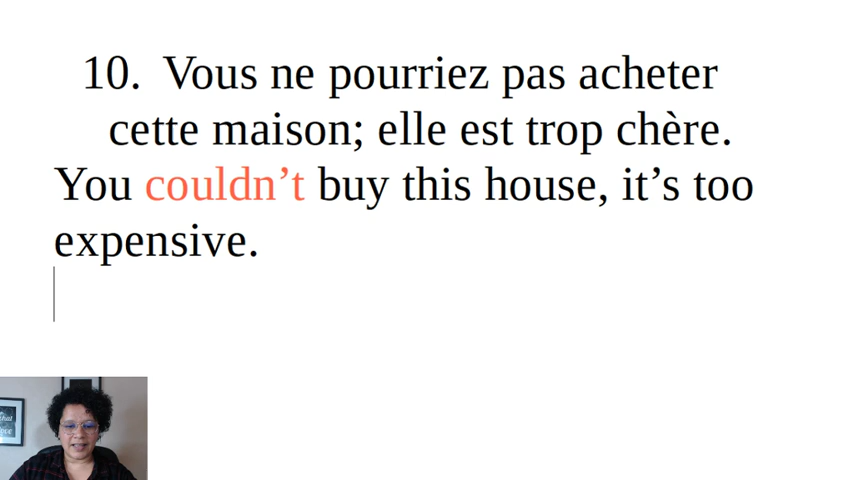 10. Vous ne pourriez pas acheter
cette maison; elle est trop chère.
You couldn’t buy this house, it’s too
expensive.